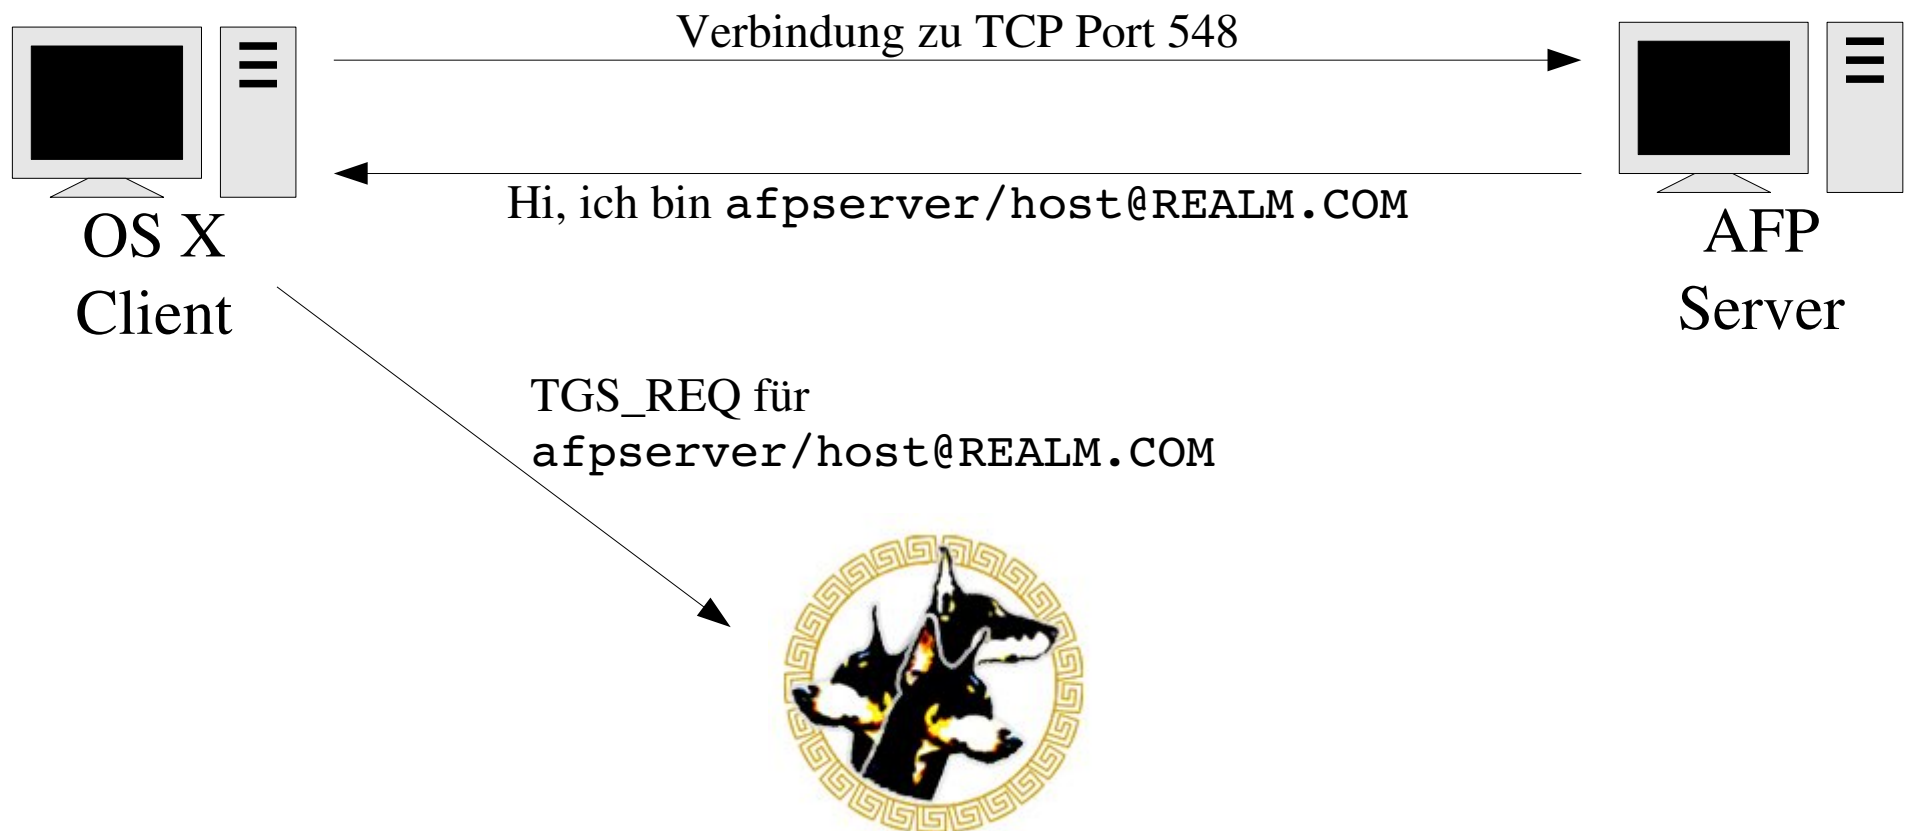 Verbindung zu TCP Port 548
Hi, ich bin afpserver/host@REALM.COM
OS X
Client
AFP
Server
TGS_REQ für
afpserver/host@REALM.COM